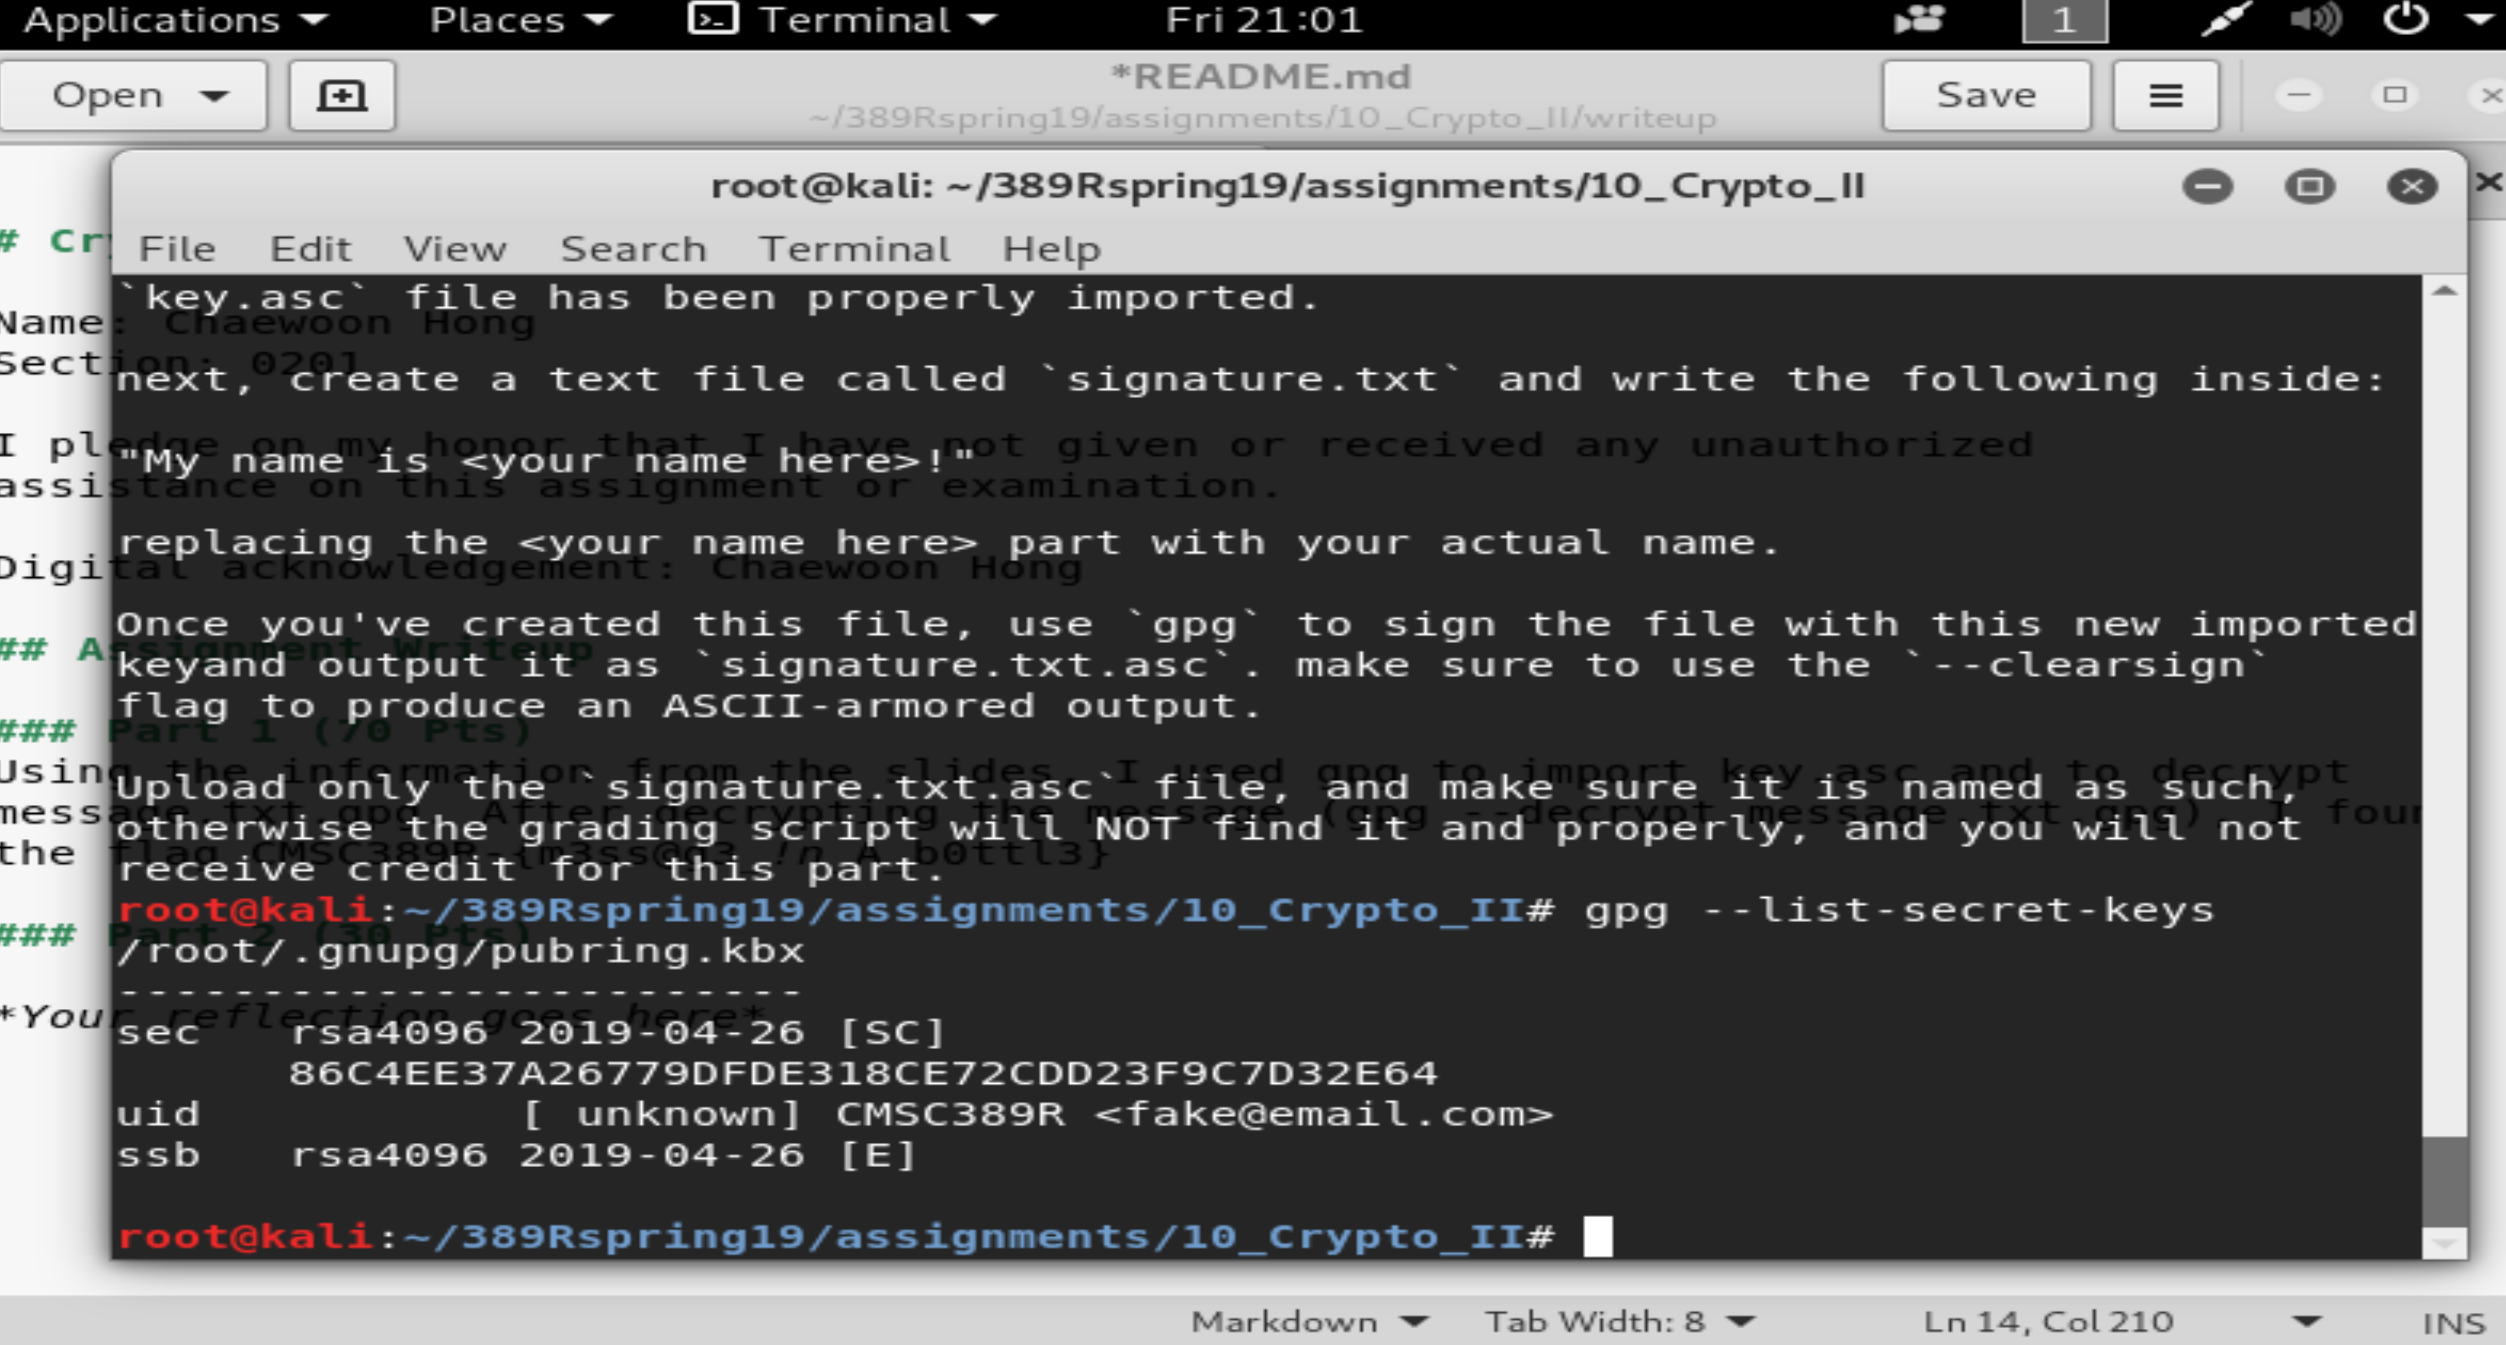 Applications Places Terminal Fri 21:01 1
Open *README.md Save
~/389Rspring19/assignments/10_Crypto_II/writeup
root@kali: ~/389Rspring19/assignments/10_Crypto_II
File Edit View Search Terminal Help
# Cr
`key.asc` file has been properly imported.
Name: Chaewoon Hong
Section: 0201
next, create a text file called `signature.txt` and write the following inside:
I pledge on my honor that I have not given or received any unauthorized
"My name is <your name here>!"
assistance on this assignment or examination.
replacing the <your name here> part with your actual name.
Digital acknowledgement: Chaewoon Hong
Once you've created this file, use `gpg` to sign the file with this new imported
## Assignment Writeup
keyand output it as `signature.txt.asc`. make sure to use the `--clearsign`
flag to produce an ASCII-armored output.
### Part 1 (70 Pts)
Using the information from the slides, I used gpg to import key.asc and to decrypt
Upload only the `signature.txt.asc` file, and make sure it is named as such,
message.txt.gpg. After decrypting the message (gpg --decrypt message.txt.gpg), I foun
otherwise the grading script will NOT find it and properly, and you will not
the flag CMSC389R-{m3ss@g3_!n_A_b0ttl3}
receive credit for this part.
root@kali:~/389Rspring19/assignments/10_Crypto_II# gpg --list-secret-keys
### Part 2 (30 Pts)
/root/.gnupg/pubring.kbx
------------------------
*Your reflection goes here*
sec rsa4096 2019-04-26 [SC]
86C4EE37A26779DFDE318CE72CDD23F9C7D32E64
uid [ unknown] CMSC389R <fake@email.com>
ssb rsa4096 2019-04-26 [E]
root@kali:~/389Rspring19/assignments/10_Crypto_II#
Markdown Tab Width: 8 Ln 14, Col 210 INS